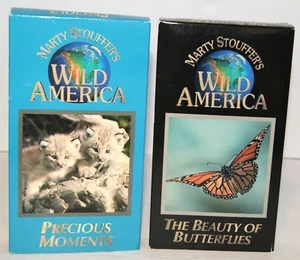 Marty Stouffer's
Wild
America
Precious
Moments
Marty Stouffer's
Wild
America
The Beauty of
Butterflies